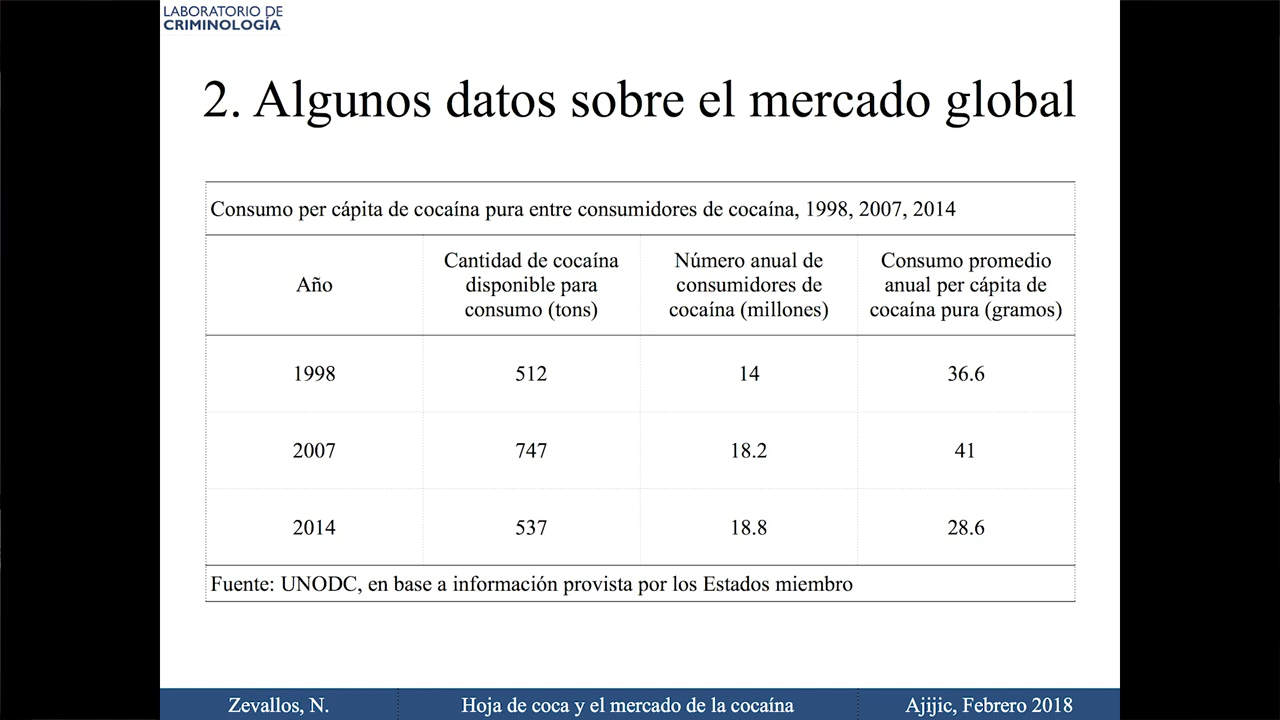 LABORATORIO DE
CRIMINOLOGÍA
2. Algunos datos sobre el mercado global
Consumo per cápita de cocaína pura entre consumidores de cocaína, 1998, 2007, 2014
Año
Cantidad de cocaína
disponible para
consumo (tons)
Número anual de
consumidores de
cocaína (millones)
Consumo promedio
anual per cápita de
cocaína pura (gramos)
1998 512 14 36.6
2007 747 18.2 41
2014 537 18.8 28.6
Fuente: UNODC, en base a información provista por los Estados miembro
Zevallos, N. Hoja de coca y el mercado de la cocaína Ajijic, Febrero 2018